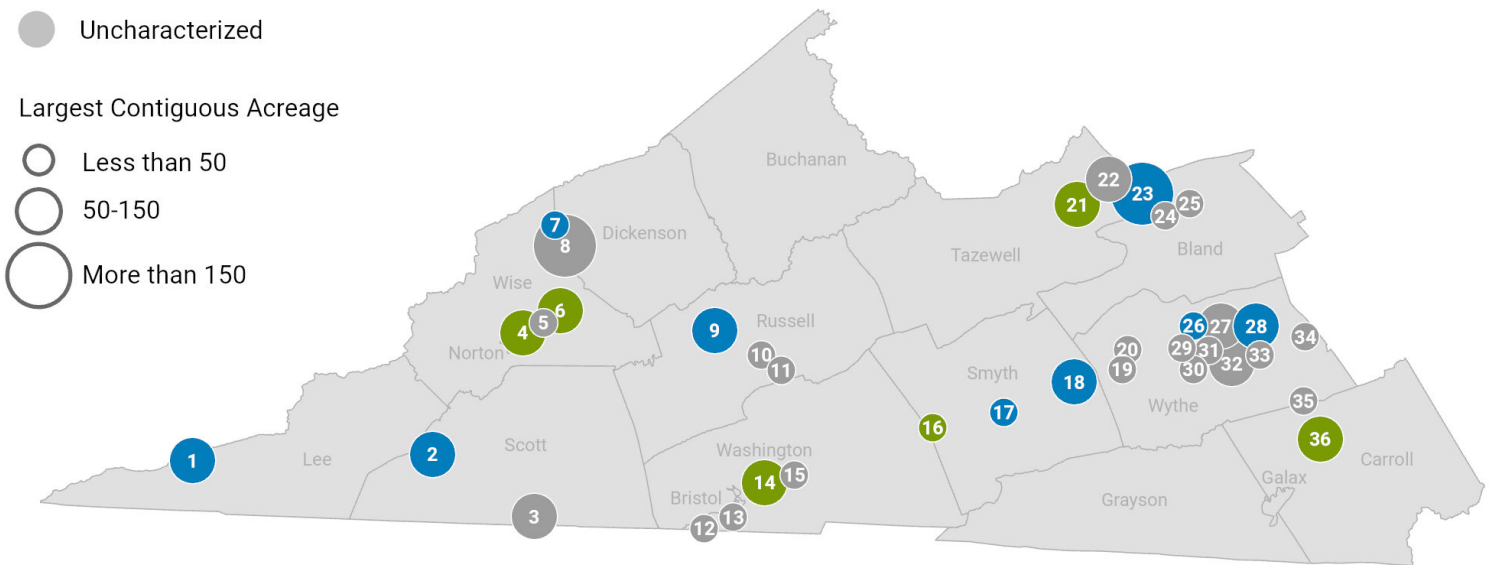 Uncharacterized
Largest Contiguous Acreage
Less than 50
50-150
More than 150
Buchanan
Dickenson
Wise
Norton
Russell
Tazewell
Bland
Lee
Scott
Washington
Bristol
Smyth
Wythe
Grayson
Galax
Carroll
1
2
3
4
5
6
7
8
9
10
11
12
13
14
15
16
17
18
19
20
21
22
23
24
25
26
27
28
29
30
31
32
33
34
35
36